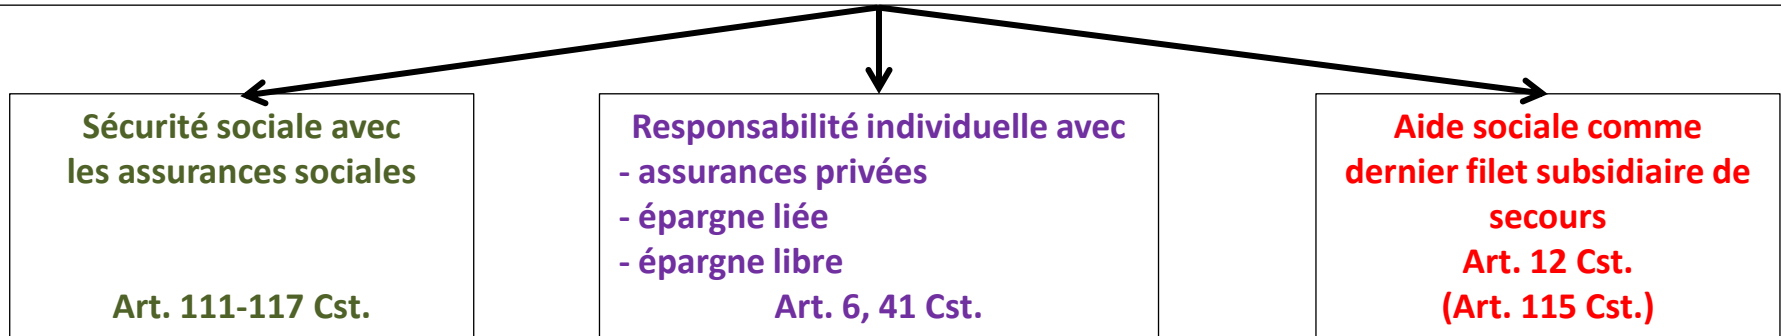 Sécurité sociale avec
les assurances sociales
Art. 111-117 Cst.
Responsabilité individuelle avec
- assurances privées
- épargne liée
- épargne libre
Art. 6, 41 Cst.
Aide sociale comme
dernier filet subsidiaire de
secours
Art. 12 Cst.
(Art. 115 Cst.)